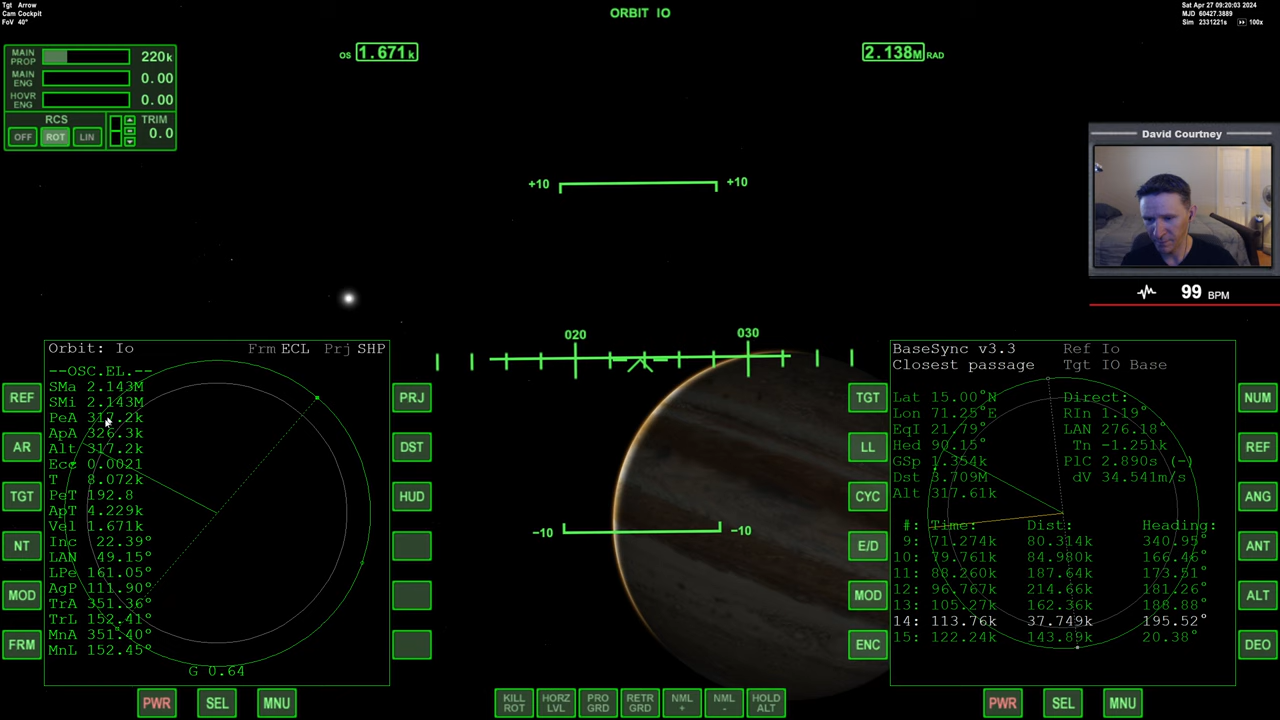 Tgt Arrow
Cam Cockpit
FoV 40°
ORBIT IO
Sat Apr 27 09:20:03 2024
MJD 60427.3889
Sim 2331221s 100x
MAIN PROP 220k
MAIN ENG 0.00
HOVR ENG 0.00
RCS
TRIM
0.0
OFF ROT LIN
OS 1.671k
2.138M RAD
+10 +10
020 030
-10 -10
David Courtney
99 BPM
Orbit: Io Frm ECL Prj SHP
--OSC.EL.--
SMa 2.143M
SMi 2.143M
PeA 317.2k
ApA 326.3k
Alt 317.2k
Ecc 0.0021
T 8.072k
PeT 192.8
ApT 4.229k
Vel 1.671k
Inc 22.39°
LAN 49.15°
LPe 161.05°
AgP 111.90°
TrA 351.36°
TrL 152.41°
MnA 351.40°
MnL 152.45°
G 0.64
REF
AR
TGT
NT
MOD
FRM
PRJ
DST
HUD
PWR SEL MNU
KILL ROT
HORZ LVL
PRO GRD
RETR GRD
NML +
NML -
HOLD ALT
BaseSync v3.3 Ref Io
Closest passage Tgt IO Base
Lat 15.00°N Direct:
Lon 71.25°E RIn 1.19°
EqI 21.79° LAN 276.18°
Hed 90.15° Tn -1.251k
GSp 1.354k PlC 2.890s (-)
Dst 3.709M dV 34.541m/s
Alt 317.61k
#: Time: Dist: Heading:
9: 71.274k 80.314k 340.95°
10: 79.761k 84.980k 166.46°
11: 88.260k 187.64k 173.51°
12: 96.767k 214.66k 181.26°
13: 105.27k 162.36k 188.88°
14: 113.76k 37.749k 195.52°
15: 122.24k 143.89k 20.38°
TGT
LL
CYC
E/D
MOD
ENC
NUM
REF
ANG
ANT
ALT
DEO
PWR SEL MNU